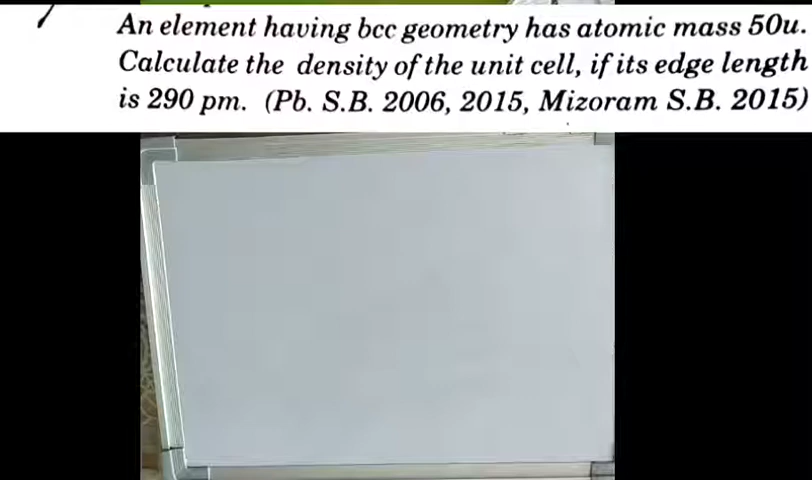 An element having bcc geometry has atomic mass 50u.
Calculate the density of the unit cell, if its edge length
is 290 pm. (Pb. S.B. 2006, 2015, Mizoram S.B. 2015)